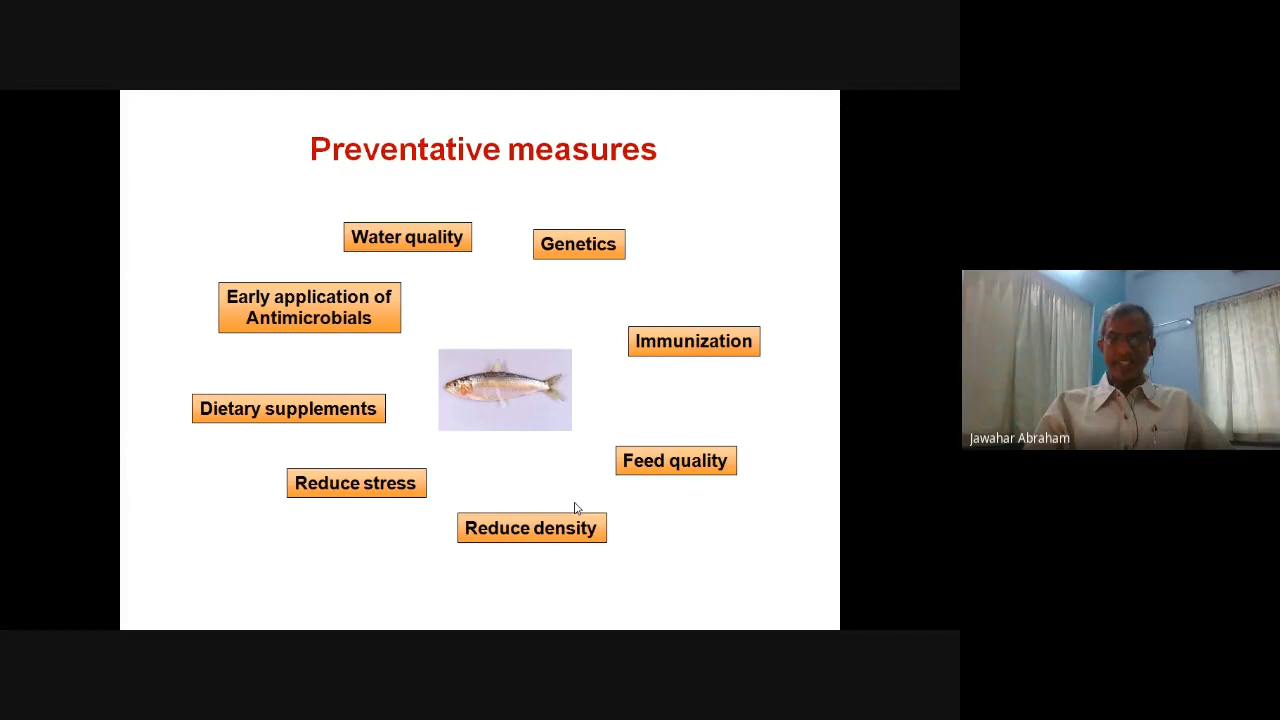 Preventative measures
Water quality
Genetics
Early application of
Antimicrobials
Immunization
Dietary supplements
Feed quality
Reduce stress
Reduce density
Jawahar Abraham